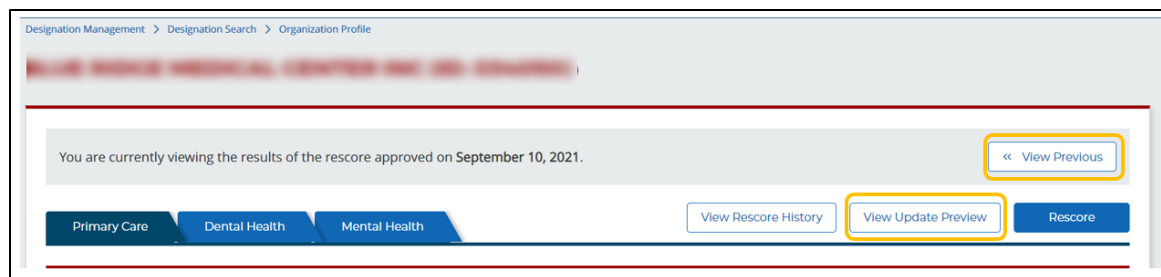 Designation Management > Designation Search > Organization Profile
You are currently viewing the results of the rescore approved on September 10, 2021.
« View Previous
Primary Care Dental Health Mental Health View Rescore History View Update Preview Rescore